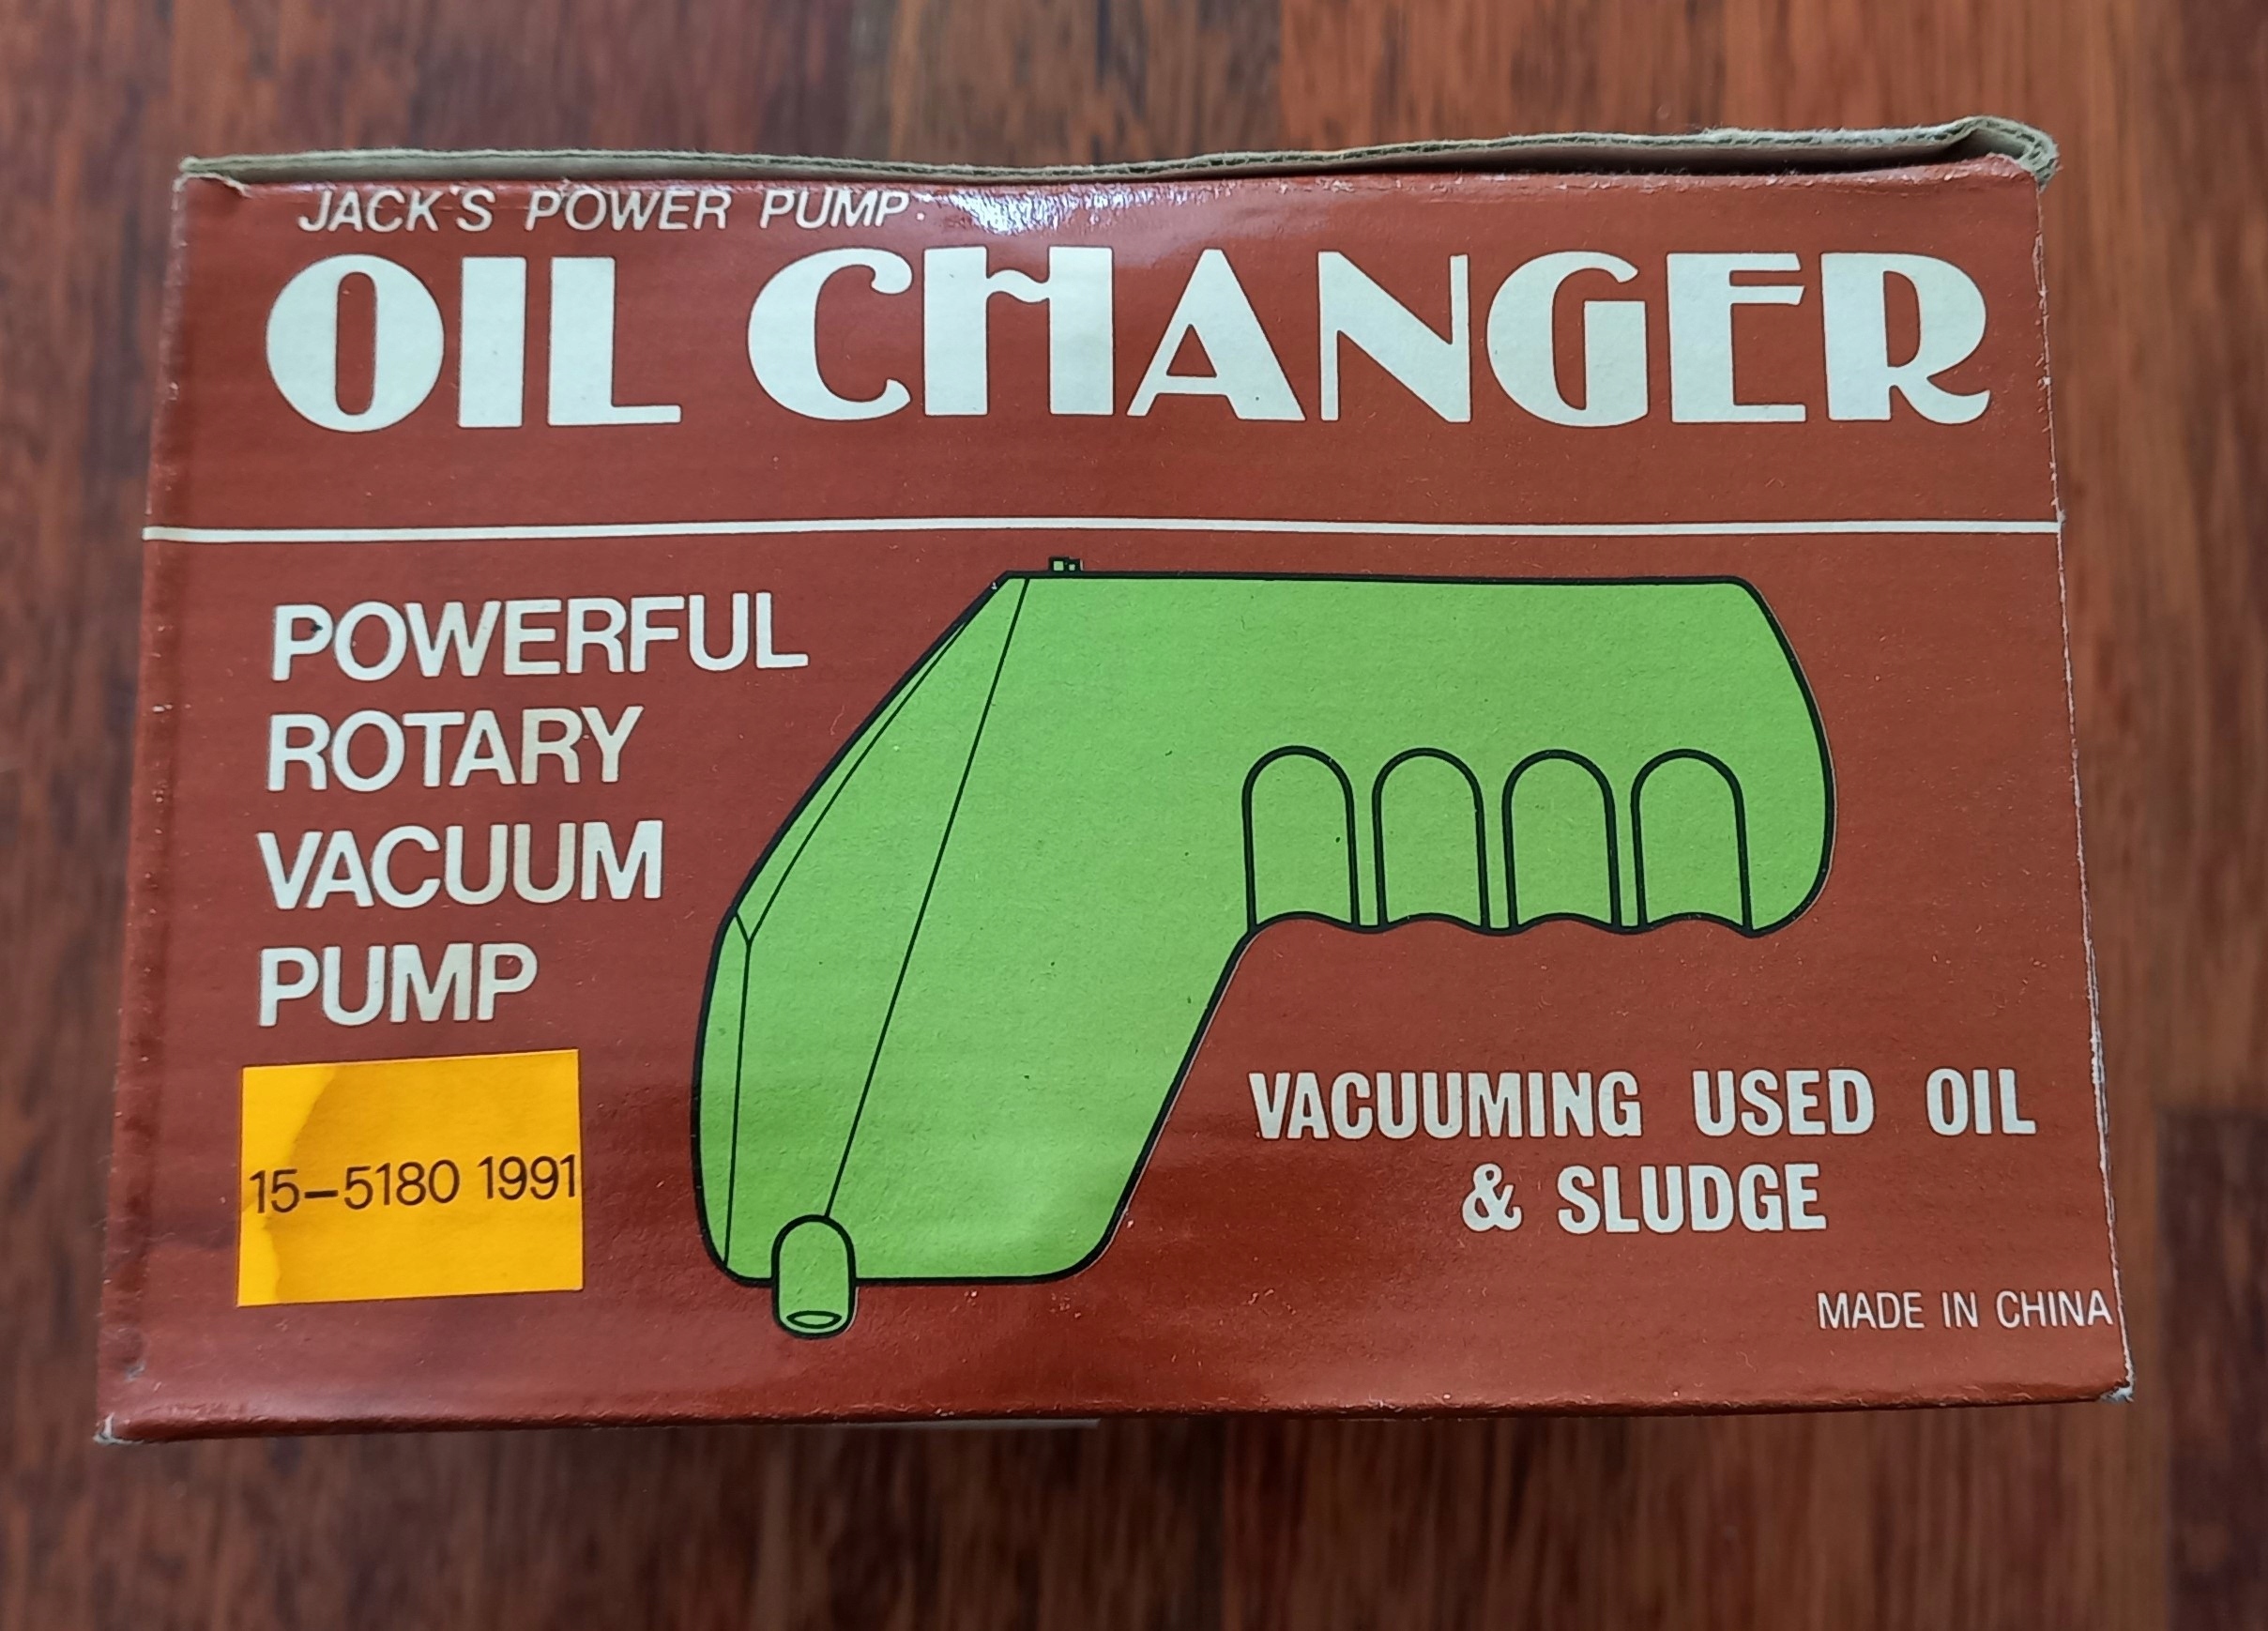 JACK'S POWER PUMP
OIL CHANGER
POWERFUL
ROTARY
VACUUM
PUMP
15-5180 1991
VACUUMING USED OIL
& SLUDGE
MADE IN CHINA